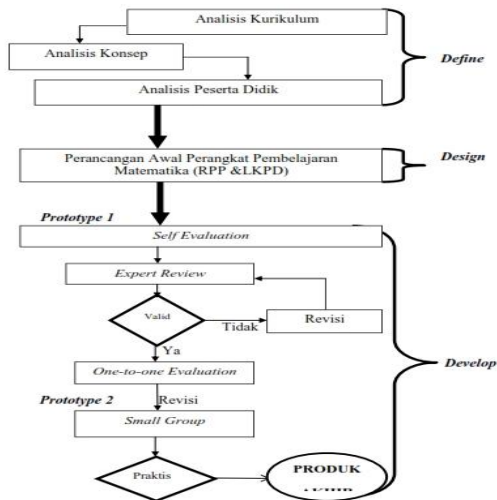 Analisis Kurikulum
Analisis Konsep
Define
Analisis Peserta Didik
Perancangan Awal Perangkat Pembelajaran
Matematika (RPP &LKPD)
Design
Prototype 1
Self Evaluation
Expert Review
Valid
Tidak
Revisi
Ya
One-to-one Evaluation
Develop
Prototype 2
Revisi
Small Group
Praktis
PRODUK